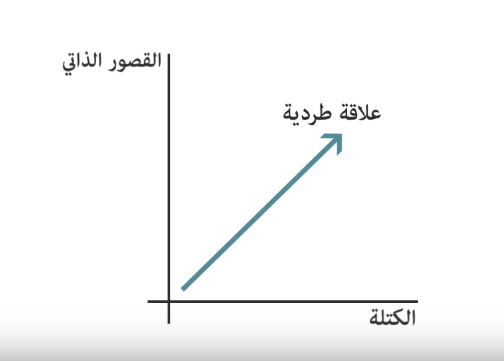 القصور الذاتي
علاقة طردية
الكتلة